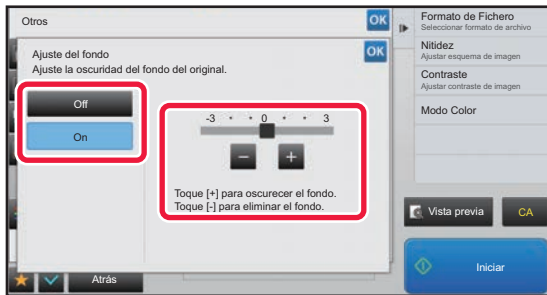 Otros
OK
Ajuste del fondo
Ajuste la oscuridad del fondo del original.
OK
Off
On
-3 • • 0 • • 3
− +
Toque [+] para oscurecer el fondo.
Toque [-] para eliminar el fondo.
Atrás
Formato de Fichero
Seleccionar formato de archivo
Nitidez
Ajustar esquema de imagen
Contraste
Ajustar contraste de imagen
Modo Color
Vista previa
CA
Iniciar